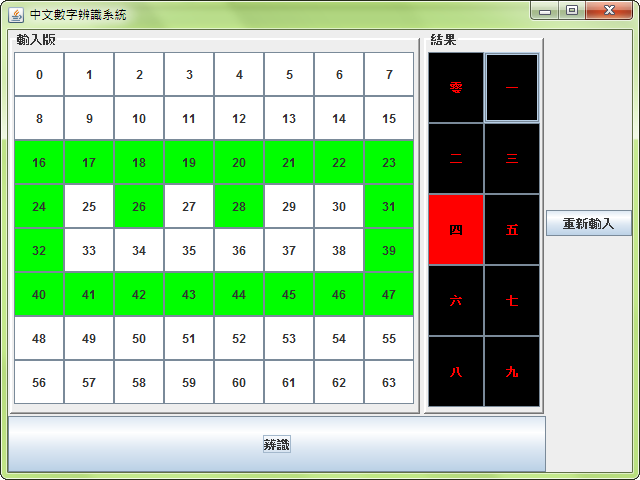 中文數字辨識系統
輸入版
結果
0 1 2 3 4 5 6 7
8 9 10 11 12 13 14 15
16 17 18 19 20 21 22 23
24 25 26 27 28 29 30 31
32 33 34 35 36 37 38 39
40 41 42 43 44 45 46 47
48 49 50 51 52 53 54 55
56 57 58 59 60 61 62 63
零 一
二 三
四 五
六 七
八 九
重新輸入
辨識